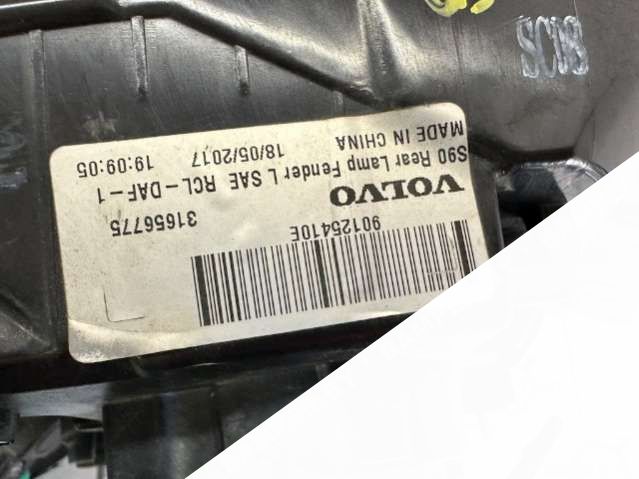 SC08
90125410E
VOLVO 31656775
S90 Rear Lamp Fender L SAE RCL-DAF-1
MADE IN CHINA 18/05/2017 19:09:05